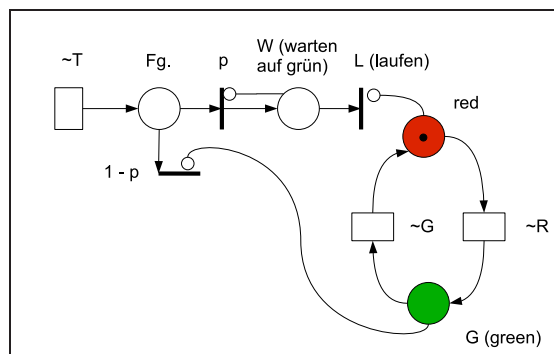 ~T
Fg.
p
W (warten
auf grün)
L (laufen)
red
1 - p
~G
~R
G (green)